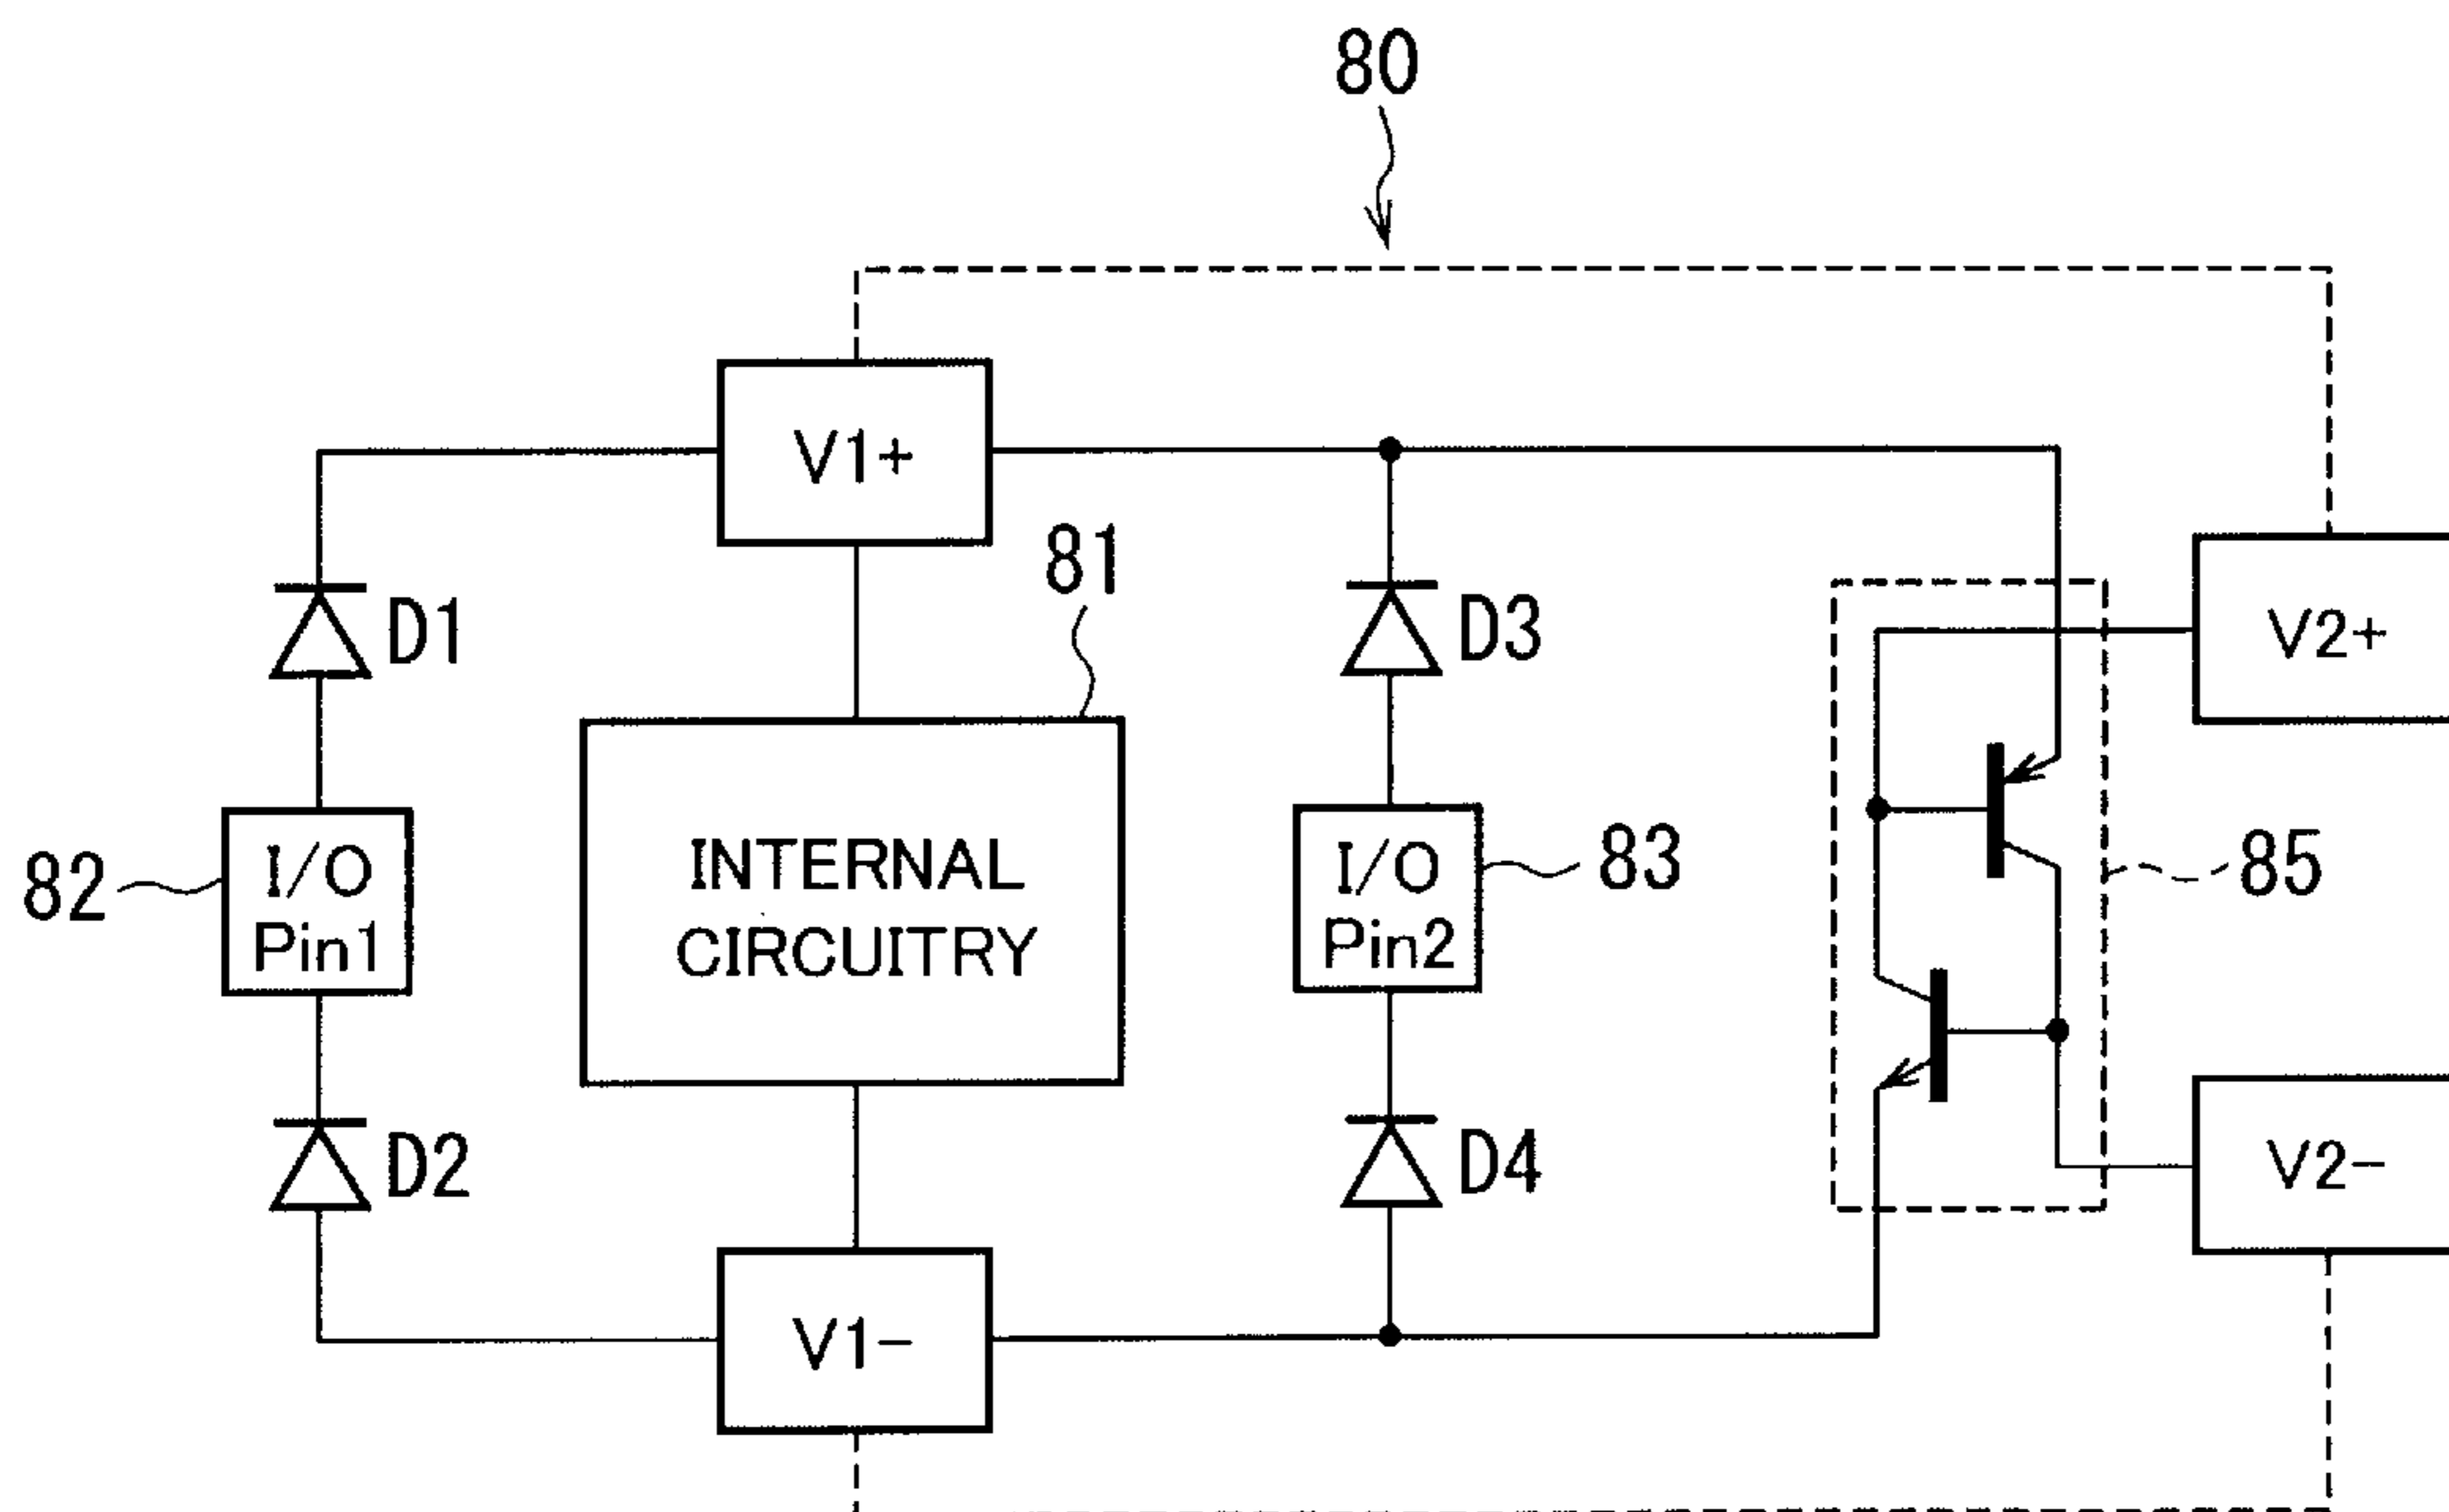 80
V1+
81
D1
D3
V2+
82
I/O
Pin1
INTERNAL
CIRCUITRY
I/O
Pin2
83
85
D2
D4
V2-
V1-